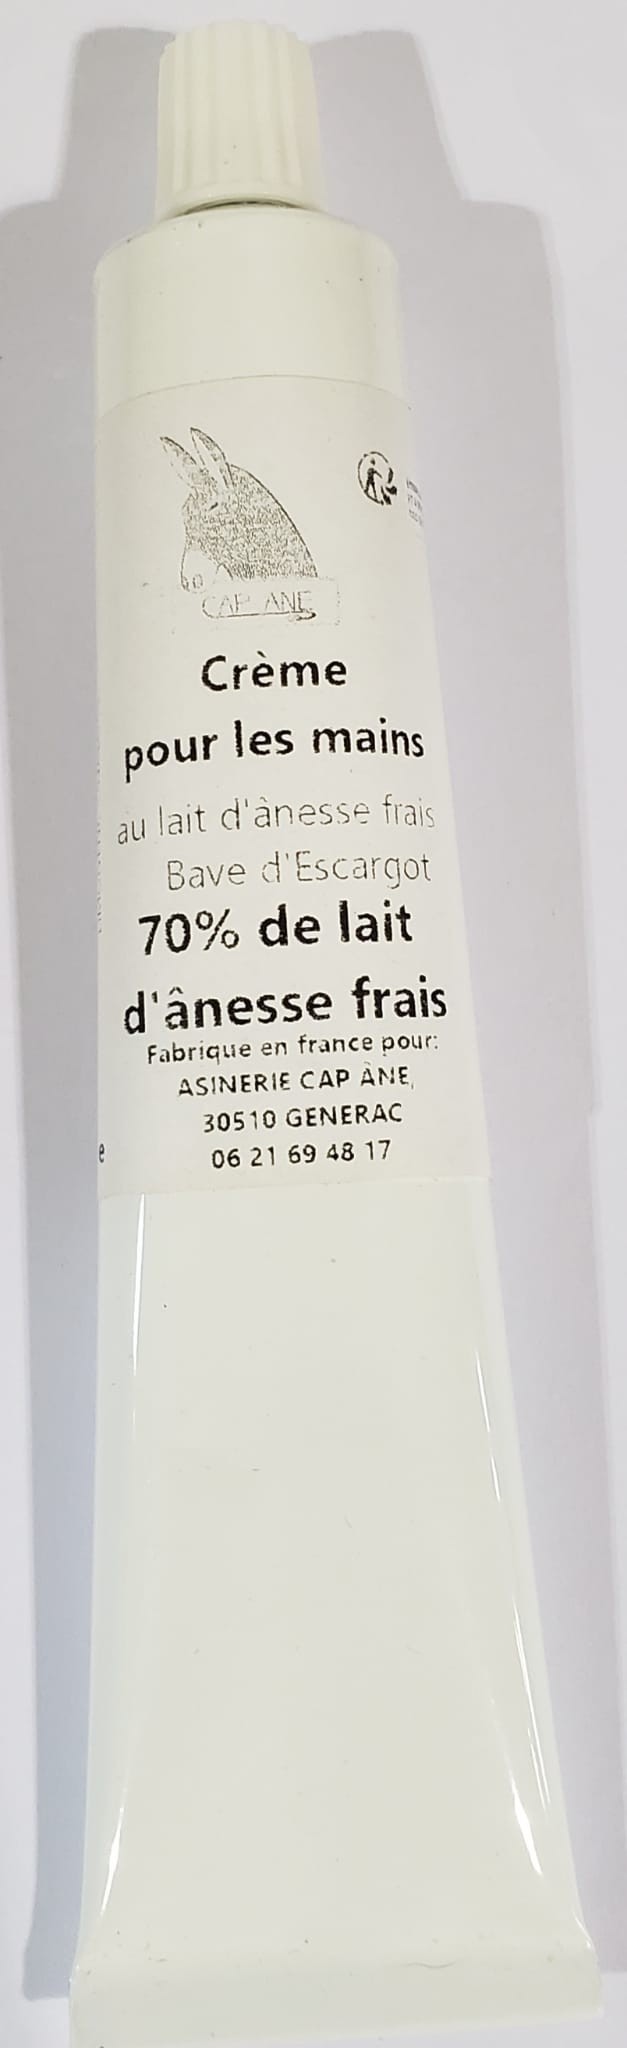 CAP ANE
Crème
pour les mains
au lait d'ânesse frais
Bave d'Escargot
70% de lait
d'ânesse frais
Fabrique en france pour:
ASINERIE CAP ÂNE,
30510 GENERAC
06 21 69 48 17
e